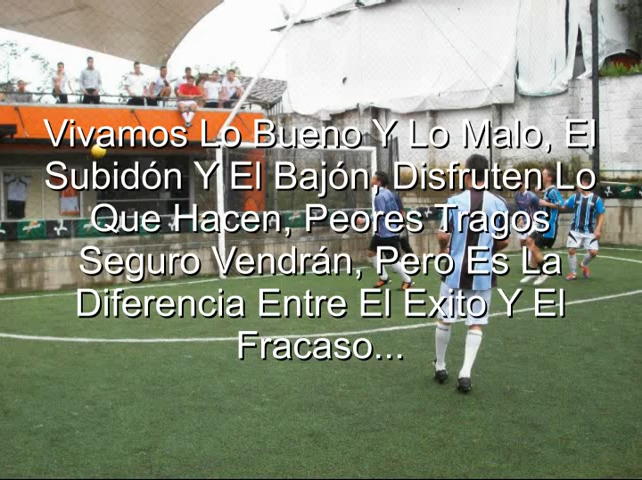 Vivamos Lo Bueno Y Lo Malo, El
Subidón Y El Bajón, Disfruten Lo
Que Hacen, Peores Tragos
Seguro Vendrán, Pero Es La
Diferencia Entre El Exito Y El
Fracaso...